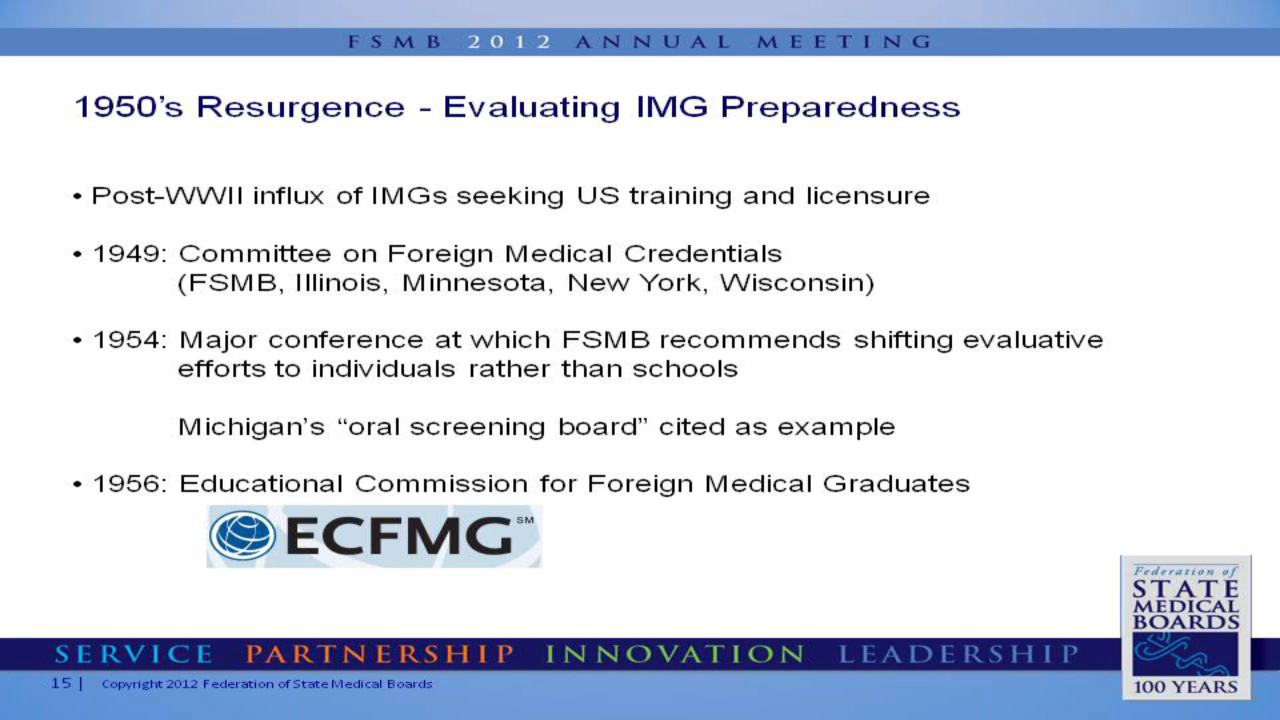 FSMB 2012 ANNUAL MEETING
1950's Resurgence - Evaluating IMG Preparedness
• Post-WWII influx of IMGs seeking US training and licensure
• 1949: Committee on Foreign Medical Credentials
(FSMB, Illinois, Minnesota, New York, Wisconsin)
• 1954: Major conference at which FSMB recommends shifting evaluative
efforts to individuals rather than schools
Michigan's “oral screening board” cited as example
• 1956: Educational Commission for Foreign Medical Graduates
ECFMG℠
Federation of
STATE
MEDICAL
BOARDS
100 YEARS
SERVICE PARTNERSHIP INNOVATION LEADERSHIP
15 | Copyright 2012 Federation of State Medical Boards